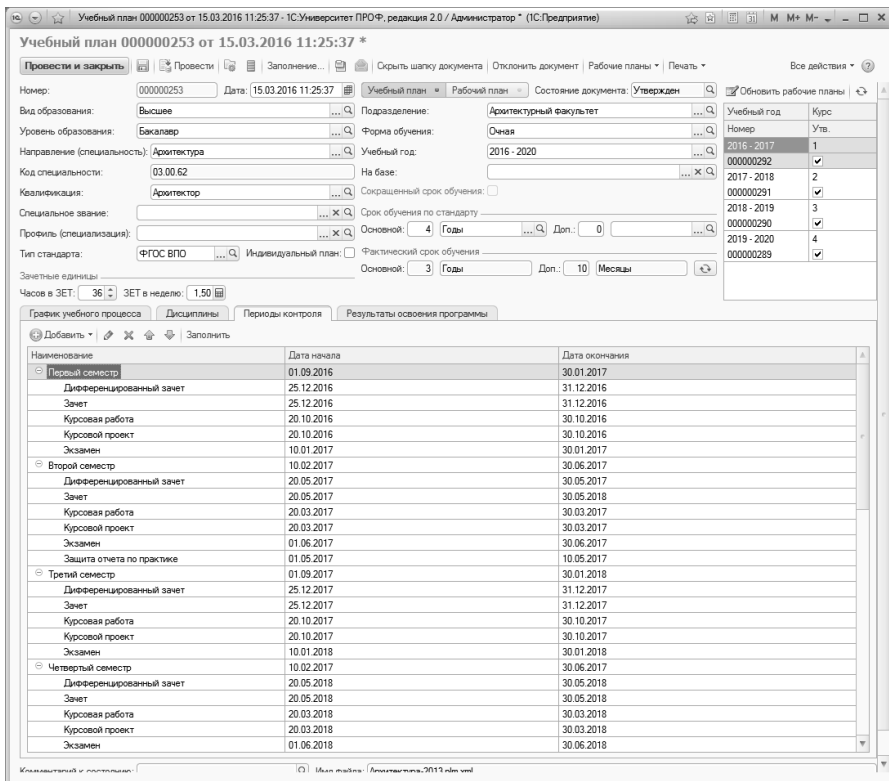 Учебный план 000000253 от 15.03.2016 11:25:37 - 1С:Университет ПРОФ, редакция 2.0 / Администратор * (1С:Предприятие) M M+ M-
Учебный план 000000253 от 15.03.2016 11:25:37 *
Провести и закрыть Провести Заполнение... Скрыть шапку документа Отклонить документ Рабочие планы Печать Все действия
Номер: 000000253 Дата: 15.03.2016 11:25:37 Учебный план Рабочий план Состояние документа: Утвержден Обновить рабочие планы
Вид образования: Высшее Подразделение: Архитектурный факультет Учебный год Курс
Уровень образования: Бакалавр Форма обучения: Очная Номер Утв.
Направление (специальность): Архитектура Учебный год: 2016 - 2020 2016 - 2017 1
Код специальности: 03.00.62 На базе: 000000292
Квалификация: Архитектор Сокращенный срок обучения: 2017 - 2018 2
000000291
Специальное звание: Срок обучения по стандарту 2018 - 2019 3
Профиль (специализация): Основной: 4 Годы Доп.: 0 000000290
Тип стандарта: ФГОС ВПО Индивидуальный план: Фактический срок обучения 2019 - 2020 4
Зачетные единицы Основной: 3 Годы Доп.: 10 Месяцы 000000289
Часов в ЗЕТ: 36 ЗЕТ в неделю: 1,50
График учебного процесса Дисциплины Периоды контроля Результаты освоения программы
Добавить Заполнить
Наименование Дата начала Дата окончания
Первый семестр 01.09.2016 30.01.2017
Дифференцированный зачет 25.12.2016 31.12.2016
Зачет 25.12.2016 31.12.2016
Курсовая работа 20.10.2016 30.10.2016
Курсовой проект 20.10.2016 30.10.2016
Экзамен 10.01.2017 30.01.2017
Второй семестр 10.02.2017 30.06.2017
Дифференцированный зачет 20.05.2017 30.05.2017
Зачет 20.05.2017 30.05.2018
Курсовая работа 20.03.2017 30.03.2017
Курсовой проект 20.03.2017 30.03.2017
Экзамен 01.06.2017 30.06.2017
Защита отчета по практике 01.05.2017 10.05.2017
Третий семестр 01.09.2017 30.01.2018
Дифференцированный зачет 25.12.2017 31.12.2017
Зачет 25.12.2017 31.12.2017
Курсовая работа 20.10.2017 30.10.2017
Курсовой проект 20.10.2017 30.10.2017
Экзамен 10.01.2018 30.01.2018
Четвертый семестр 10.02.2017 30.06.2017
Дифференцированный зачет 20.05.2018 30.05.2018
Зачет 20.05.2018 30.05.2018
Курсовая работа 20.03.2018 30.03.2018
Курсовой проект 20.03.2018 30.03.2018
Экзамен 01.06.2018 30.06.2018
Комментарий к состоянию: Имя файла: Архитектура-2013.plm.xml